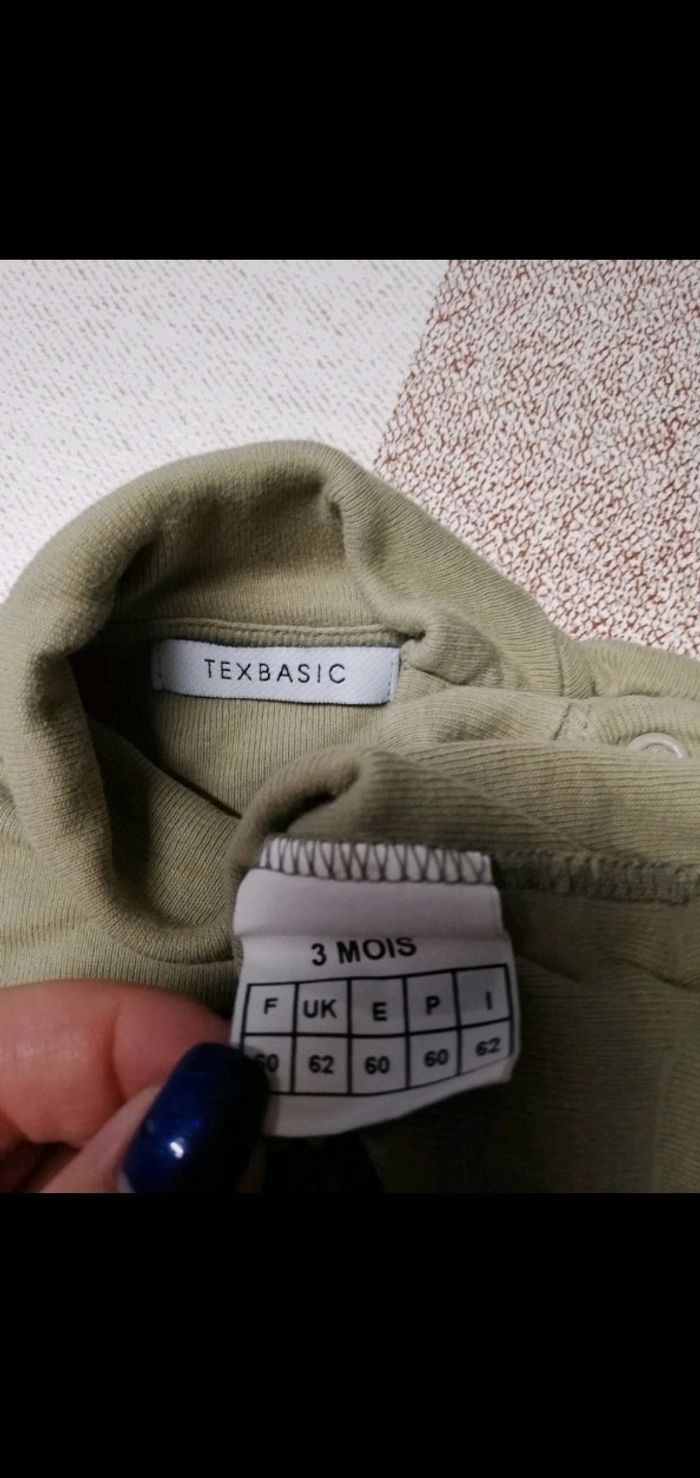 TEXBASIC
3 MOIS
F UK E P I
60 62 60 60 62